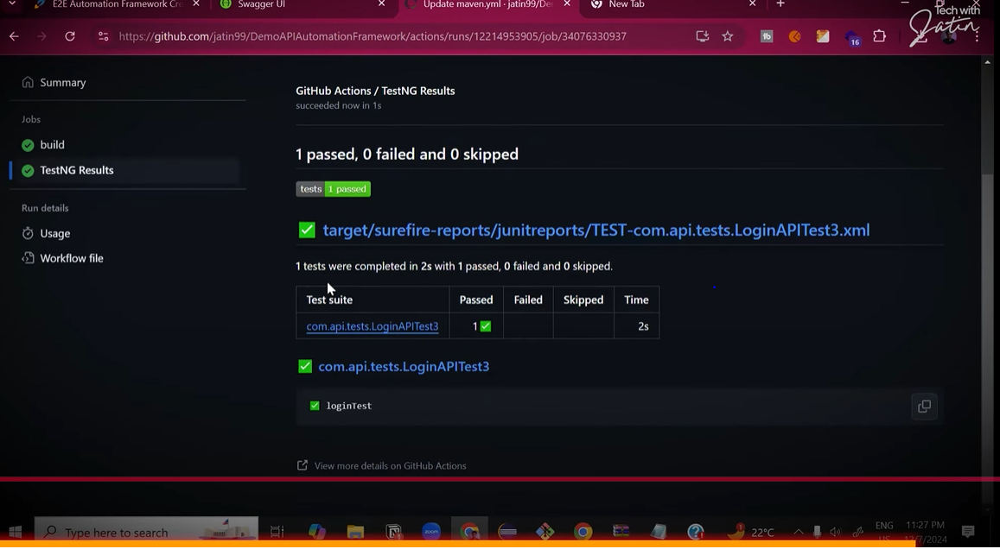 E2E Automation Framework Cre
Swagger UI
Update maven.yml · jatin99/De
New Tab
Tech with
Jatin
https://github.com/jatin99/DemoAPIAutomationFramework/actions/runs/12214953905/job/34076330937
16
Summary
Jobs
build
TestNG Results
Run details
Usage
Workflow file
GitHub Actions / TestNG Results
succeeded now in 1s
1 passed, 0 failed and 0 skipped
tests 1 passed
target/surefire-reports/junitreports/TEST-com.api.tests.LoginAPITest3.xml
1 tests were completed in 2s with 1 passed, 0 failed and 0 skipped.
Test suite Passed Failed Skipped Time
com.api.tests.LoginAPITest3 1 2s
com.api.tests.LoginAPITest3
loginTest
View more details on GitHub Actions
Type here to search
zoom
22°C
ENG
US
11:27 PM
12/7/2024